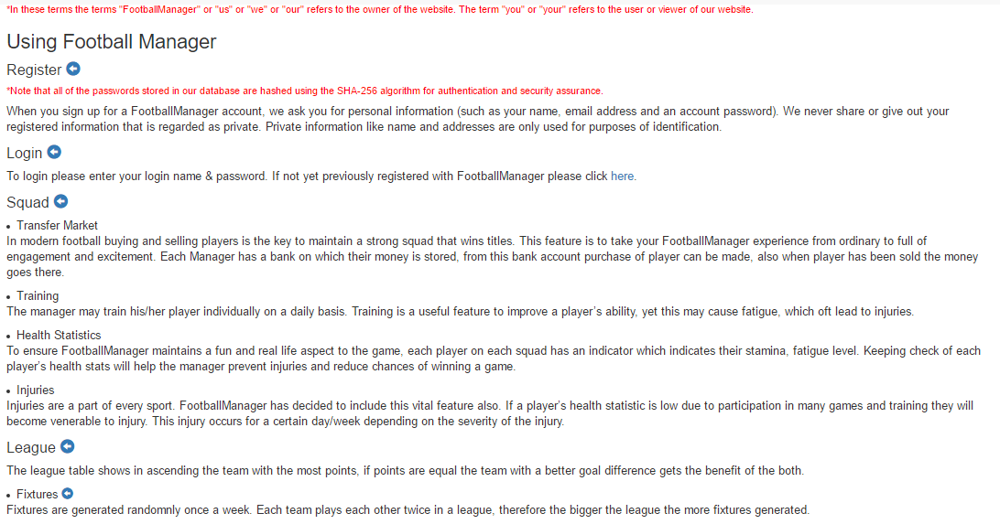 *In these terms the terms "FootballManager" or "us" or "we" or "our" refers to the owner of the website. The term "you" or "your" refers to the user or viewer of our website.
Using Football Manager
Register
*Note that all of the passwords stored in our database are hashed using the SHA-256 algorithm for authentication and security assurance.
When you sign up for a FootballManager account, we ask you for personal information (such as your name, email address and an account password). We never share or give out your
registered information that is regarded as private. Private information like name and addresses are only used for purposes of identification.
Login
To login please enter your login name & password. If not yet previously registered with FootballManager please click here.
Squad
• Transfer Market
In modern football buying and selling players is the key to maintain a strong squad that wins titles. This feature is to take your FootballManager experience from ordinary to full of
engagement and excitement. Each Manager has a bank on which their money is stored, from this bank account purchase of player can be made, also when player has been sold the money
goes there.
• Training
The manager may train his/her player individually on a daily basis. Training is a useful feature to improve a player's ability, yet this may cause fatigue, which oft lead to injuries.
• Health Statistics
To ensure FootballManager maintains a fun and real life aspect to the game, each player on each squad has an indicator which indicates their stamina, fatigue level. Keeping check of each
player's health stats will help the manager prevent injuries and reduce chances of winning a game.
• Injuries
Injuries are a part of every sport. FootballManager has decided to include this vital feature also. If a player's health statistic is low due to participation in many games and training they will
become venerable to injury. This injury occurs for a certain day/week depending on the severity of the injury.
League
The league table shows in ascending the team with the most points, if points are equal the team with a better goal difference gets the benefit of the both.
• Fixtures
Fixtures are generated randomnly once a week. Each team plays each other twice in a league, therefore the bigger the league the more fixtures generated.